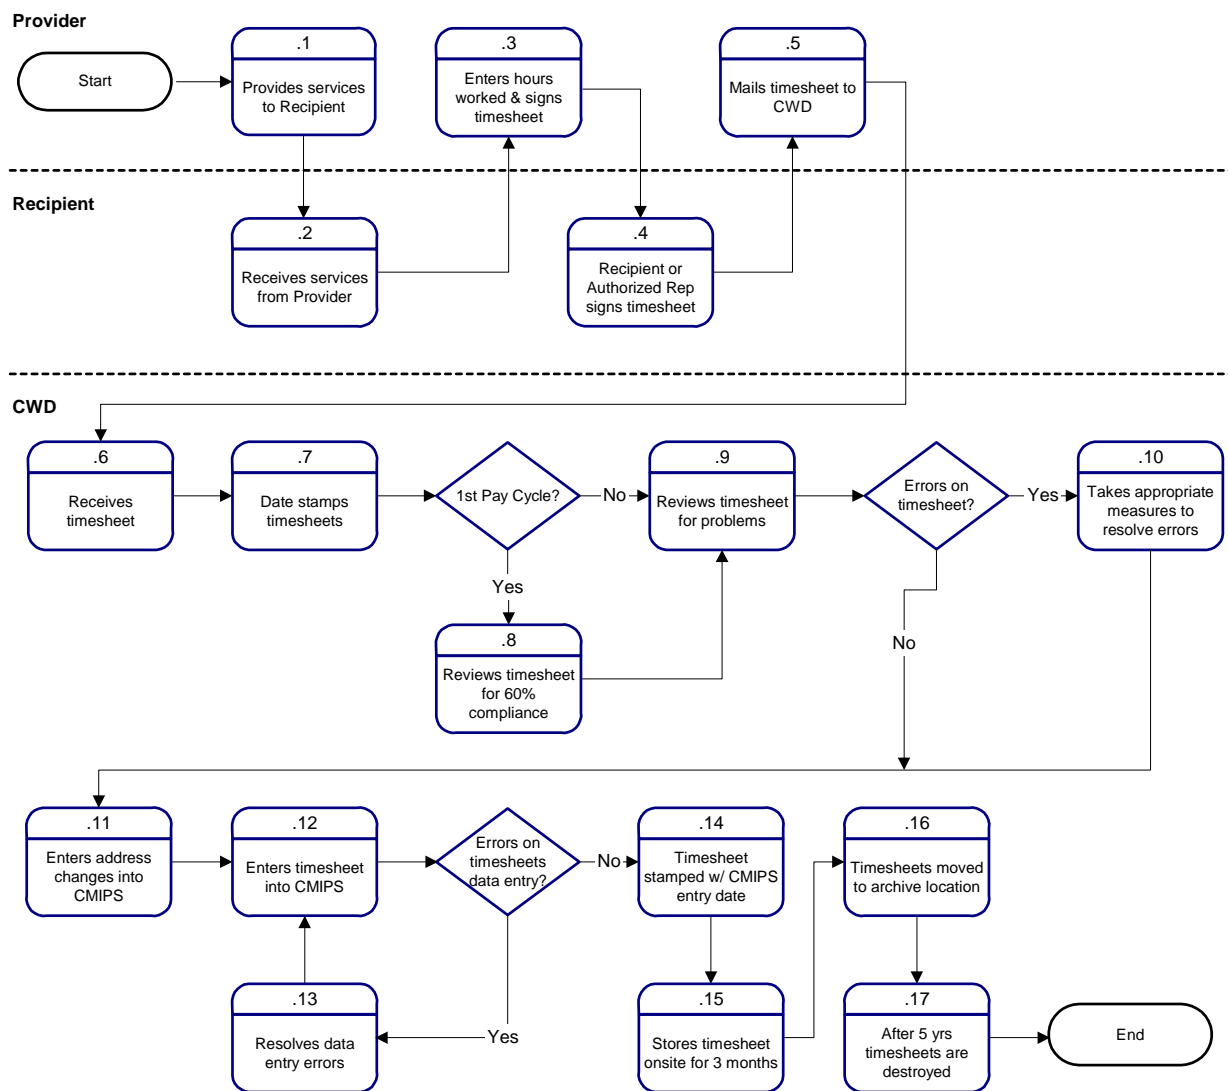 Provider
Start
.1
Provides services
to Recipient
.3
Enters hours
worked & signs
timesheet
.5
Mails timesheet to
CWD
Recipient
.2
Receives services
from Provider
.4
Recipient or
Authorized Rep
signs timesheet
CWD
.6
Receives
timesheet
.7
Date stamps
timesheets
1st Pay Cycle?
No
Yes
.8
Reviews timesheet
for 60%
compliance
.9
Reviews timesheet
for problems
Errors on
timesheet?
Yes
No
.10
Takes appropriate
measures to
resolve errors
.11
Enters address
changes into
CMIPS
.12
Enters timesheet
into CMIPS
Errors on
timesheets
data entry?
No
Yes
.13
Resolves data
entry errors
.14
Timesheet
stamped w/ CMIPS
entry date
.15
Stores timesheet
onsite for 3 months
.16
Timesheets moved
to archive location
.17
After 5 yrs
timesheets are
destroyed
End